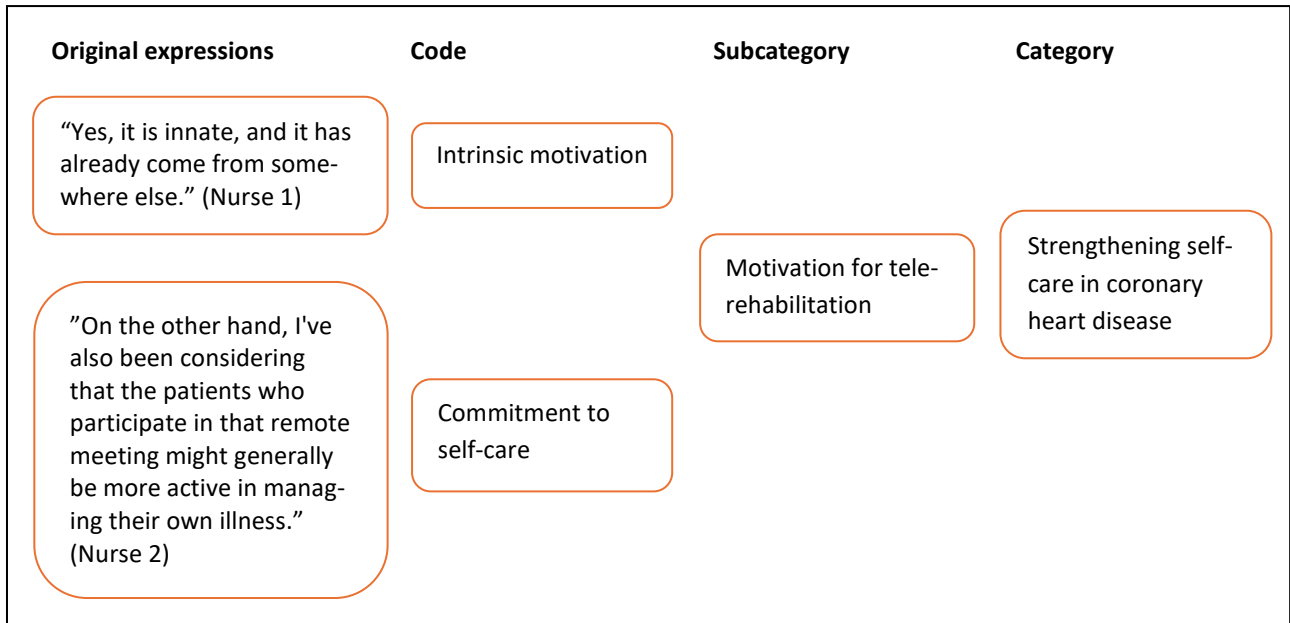 Original expressions
Code
Subcategory
Category
“Yes, it is innate, and it has
already come from some-
where else.” (Nurse 1)
Intrinsic motivation
”On the other hand, I've
also been considering
that the patients who
participate in that remote
meeting might generally
be more active in manag-
ing their own illness.”
(Nurse 2)
Commitment to
self-care
Motivation for tele-
rehabilitation
Strengthening self-
care in coronary
heart disease